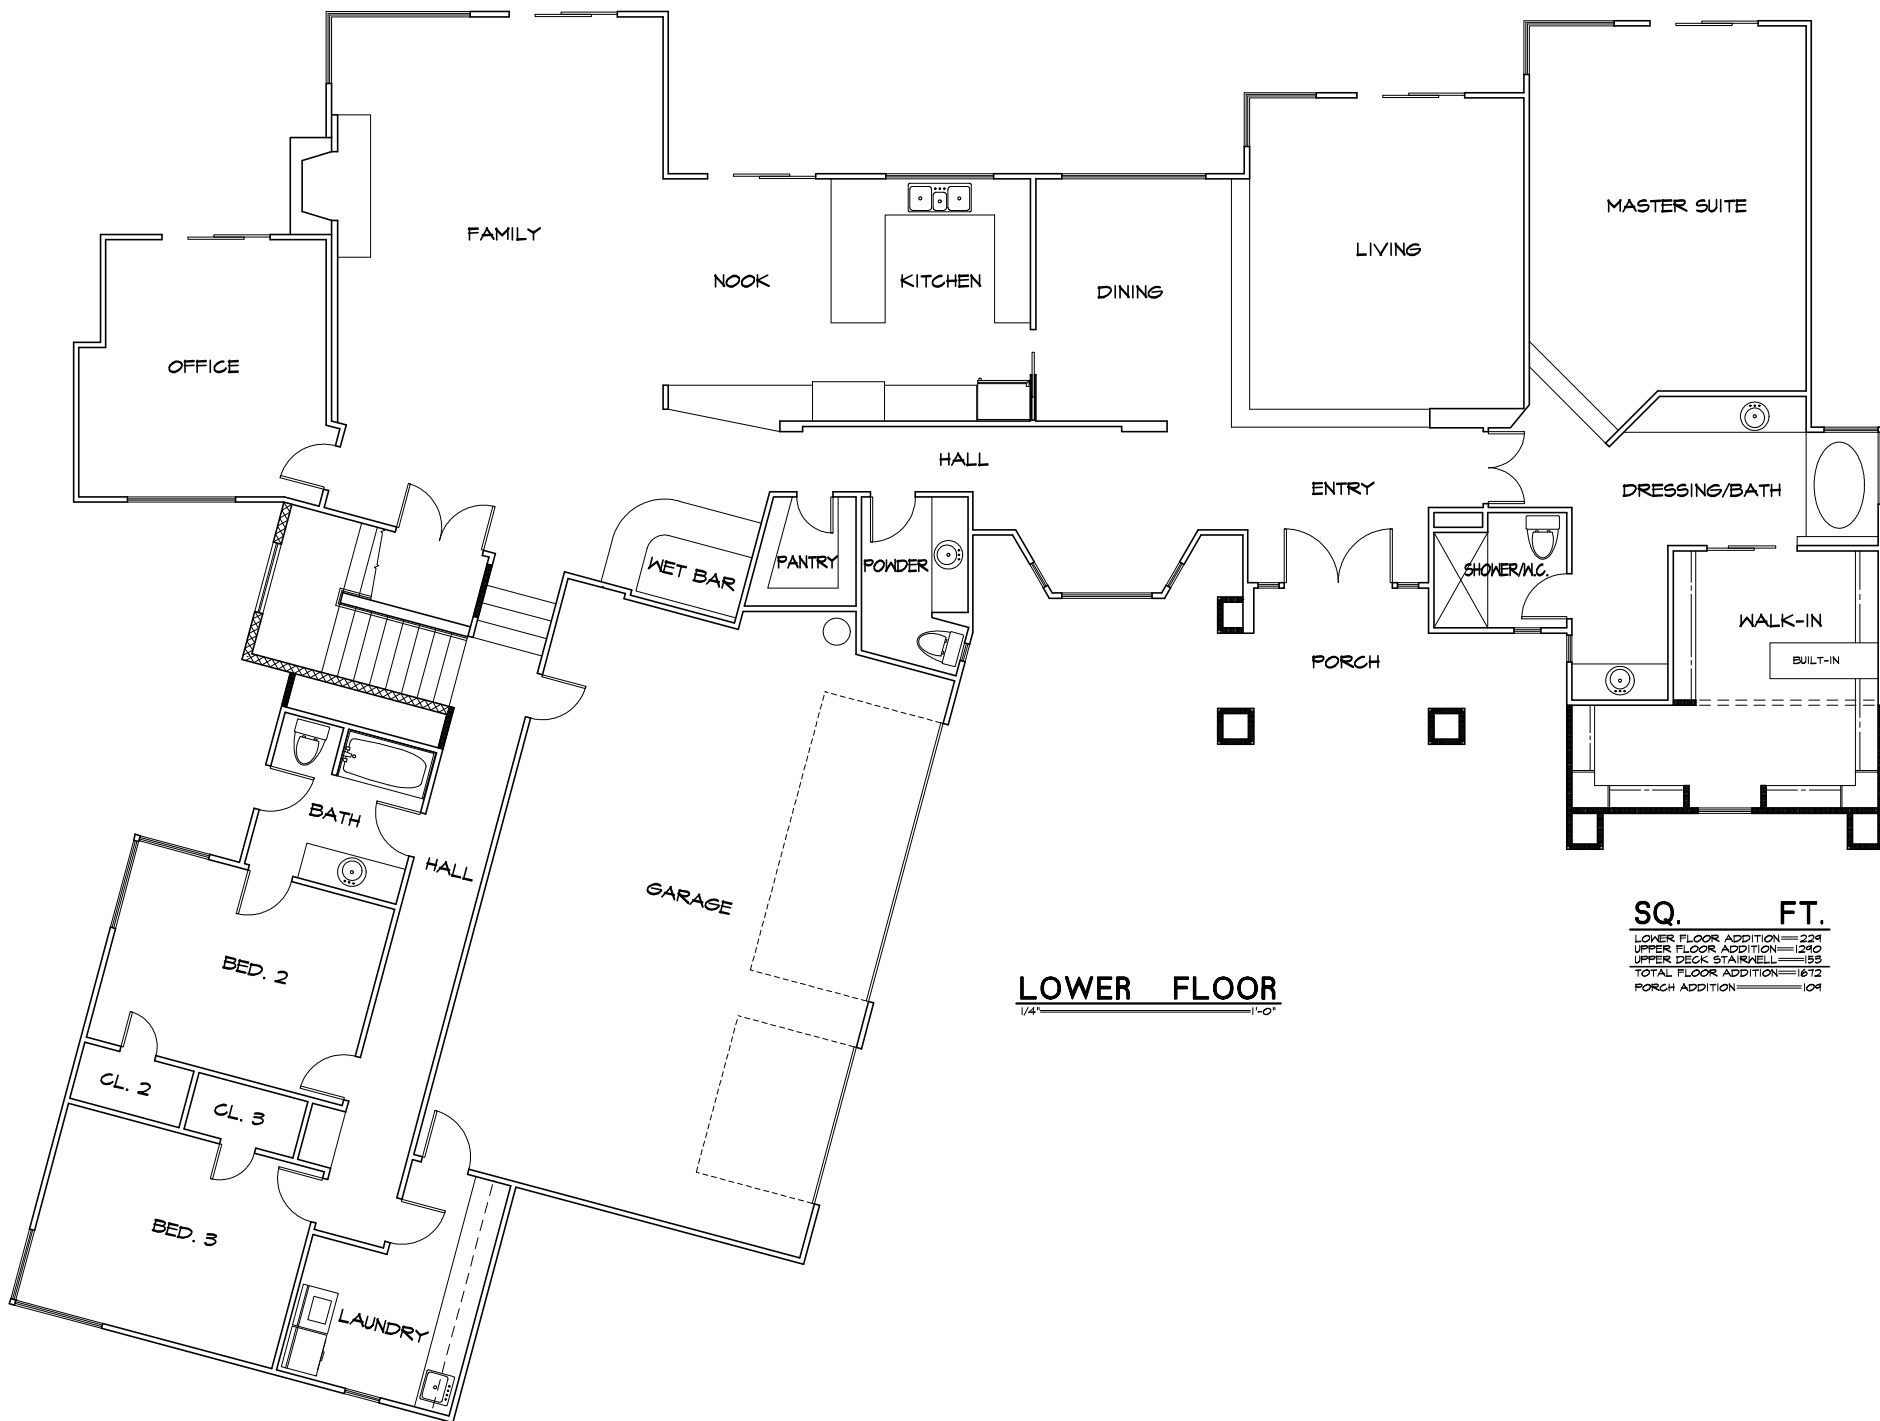 MASTER SUITE
FAMILY
LIVING
NOOK
KITCHEN
DINING
OFFICE
HALL
ENTRY
DRESSING/BATH
WET BAR
PANTRY
POWDER
SHOWER/W.C.
WALK-IN
BUILT-IN
PORCH
BATH
HALL
GARAGE
BED. 2
CL. 2
CL. 3
BED. 3
LAUNDRY
LOWER FLOOR
1/4" 1'-0"
SQ. FT.
LOWER FLOOR ADDITION 229
UPPER FLOOR ADDITION 1290
UPPER DECK STAIRWELL 153
TOTAL FLOOR ADDITION 1672
PORCH ADDITION 109